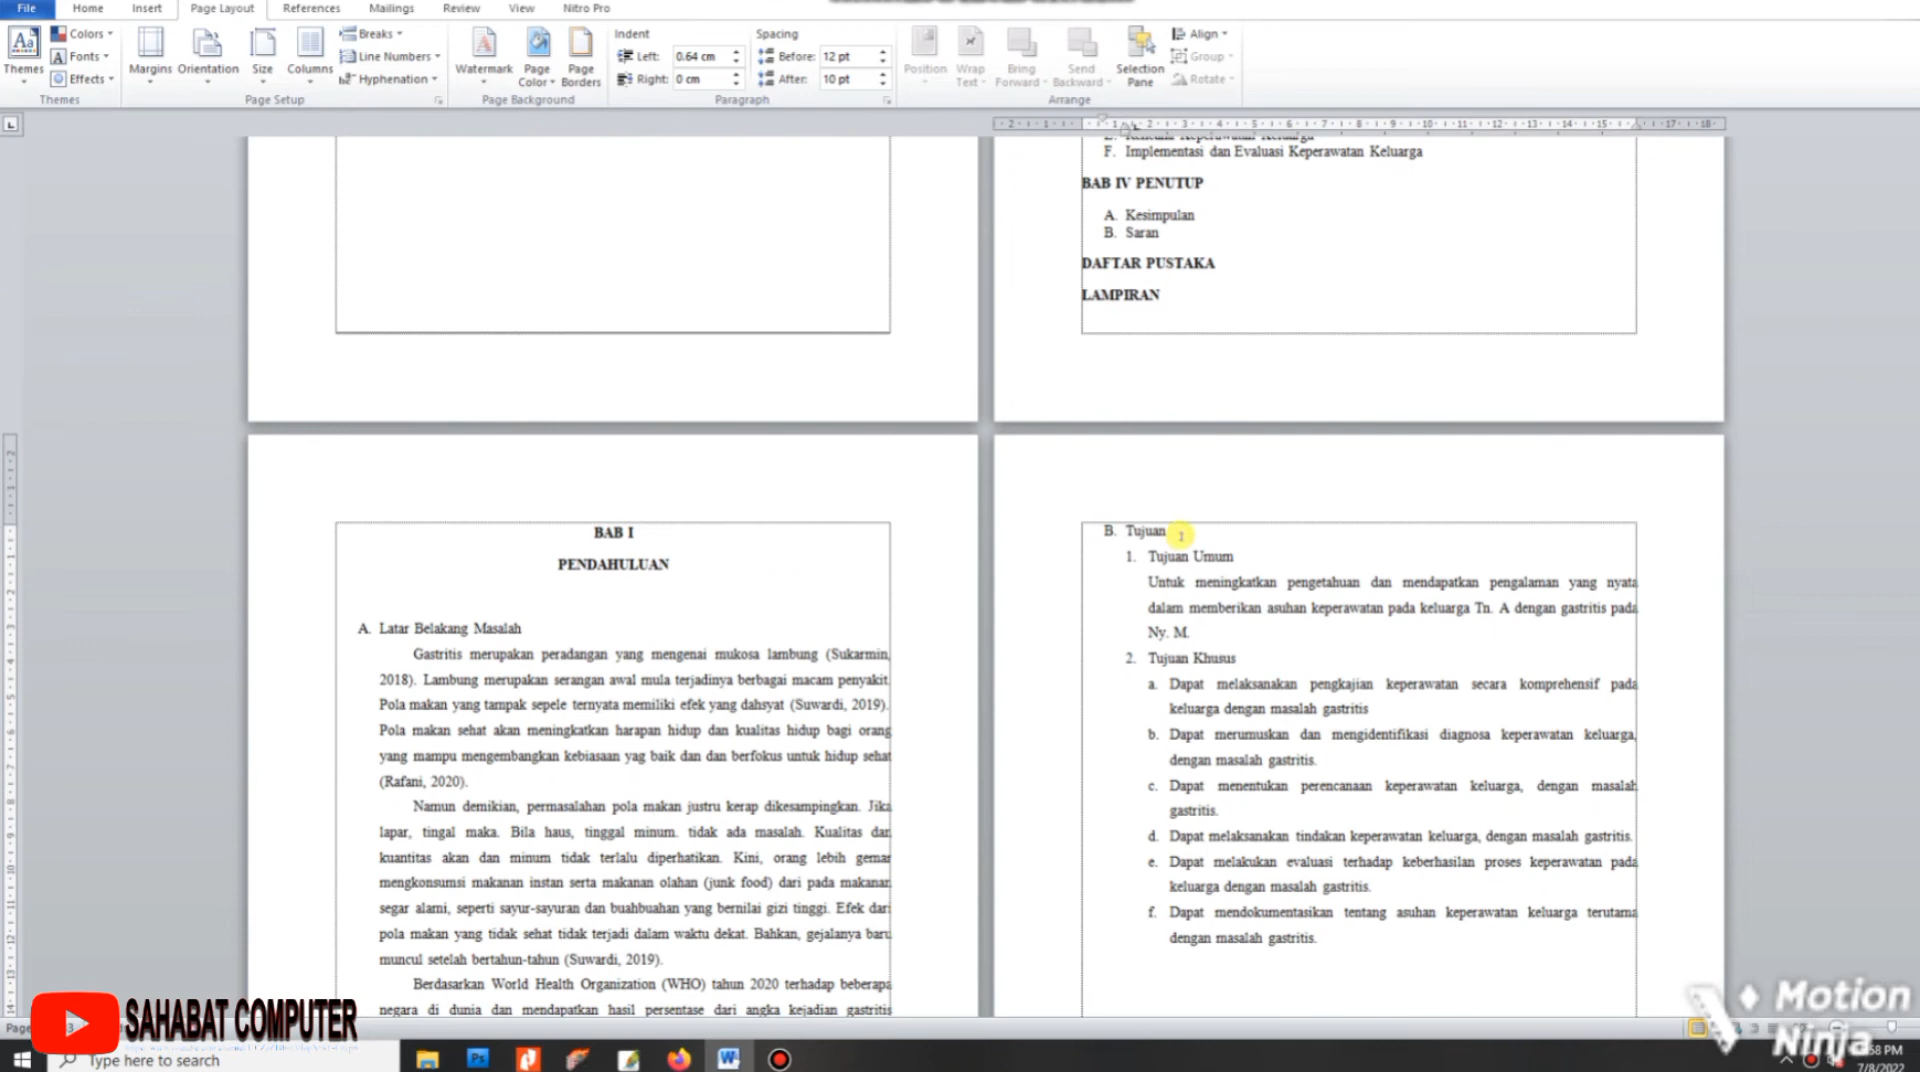 File Home Insert Page Layout References Mailings Review View Nitro Pro
Themes Colors Fonts Effects
Margins Orientation Size Columns Breaks Line Numbers Hyphenation
Watermark Page Color Page Borders
Indent Left: 0.64 cm Right: 0 cm
Spacing Before: 12 pt After: 10 pt
Position Wrap Text Bring Forward Send Backward Selection Pane Align Group Rotate
Themes Page Setup Page Background Paragraph Arrange
F. Implementasi dan Evaluasi Keperawatan Keluarga
BAB IV PENUTUP
A. Kesimpulan
B. Saran
DAFTAR PUSTAKA
LAMPIRAN
BAB I
PENDAHULUAN
A. Latar Belakang Masalah
Gastritis merupakan peradangan yang mengenai mukosa lambung (Sukarmin,
2018). Lambung merupakan serangan awal mula terjadinya berbagai macam penyakit.
Pola makan yang tampak sepele ternyata memiliki efek yang dahsyat (Suwardi, 2019).
Pola makan sehat akan meningkatkan harapan hidup dan kualitas hidup bagi orang
yang mampu mengembangkan kebiasaan yag baik dan dan berfokus untuk hidup sehat
(Rafani, 2020).
Namun demikian, permasalahan pola makan justru kerap dikesampingkan. Jika
lapar, tingal maka. Bila haus, tinggal minum. tidak ada masalah. Kualitas dan
kuantitas akan dan minum tidak terlalu diperhatikan. Kini, orang lebih gemar
mengkonsumsi makanan instan serta makanan olahan (junk food) dari pada makanan
segar alami, seperti sayur-sayuran dan buahbuahan yang bernilai gizi tinggi. Efek dari
pola makan yang tidak sehat tidak terjadi dalam waktu dekat. Bahkan, gejalanya baru
muncul setelah bertahun-tahun (Suwardi, 2019).
Berdasarkan World Health Organization (WHO) tahun 2020 terhadap beberapa
negara di dunia dan mendapatkan hasil persentase dari angka kejadian gastritis
B. Tujuan
1. Tujuan Umum
Untuk meningkatkan pengetahuan dan mendapatkan pengalaman yang nyata
dalam memberikan asuhan keperawatan pada keluarga Tn. A dengan gastritis pada
Ny. M.
2. Tujuan Khusus
a. Dapat melaksanakan pengkajian keperawatan secara komprehensif pada
keluarga dengan masalah gastritis
b. Dapat merumuskan dan mengidentifikasi diagnosa keperawatan keluarga,
dengan masalah gastritis.
c. Dapat menentukan perencanaan keperawatan keluarga, dengan masalah
gastritis.
d. Dapat melaksanakan tindakan keperawatan keluarga, dengan masalah gastritis.
e. Dapat melakukan evaluasi terhadap keberhasilan proses keperawatan pada
keluarga dengan masalah gastritis.
f. Dapat mendokumentasikan tentang asuhan keperawatan keluarga terutama
dengan masalah gastritis.
SAHABAT COMPUTER
Motion
Ninja
Type here to search
7/8/2022